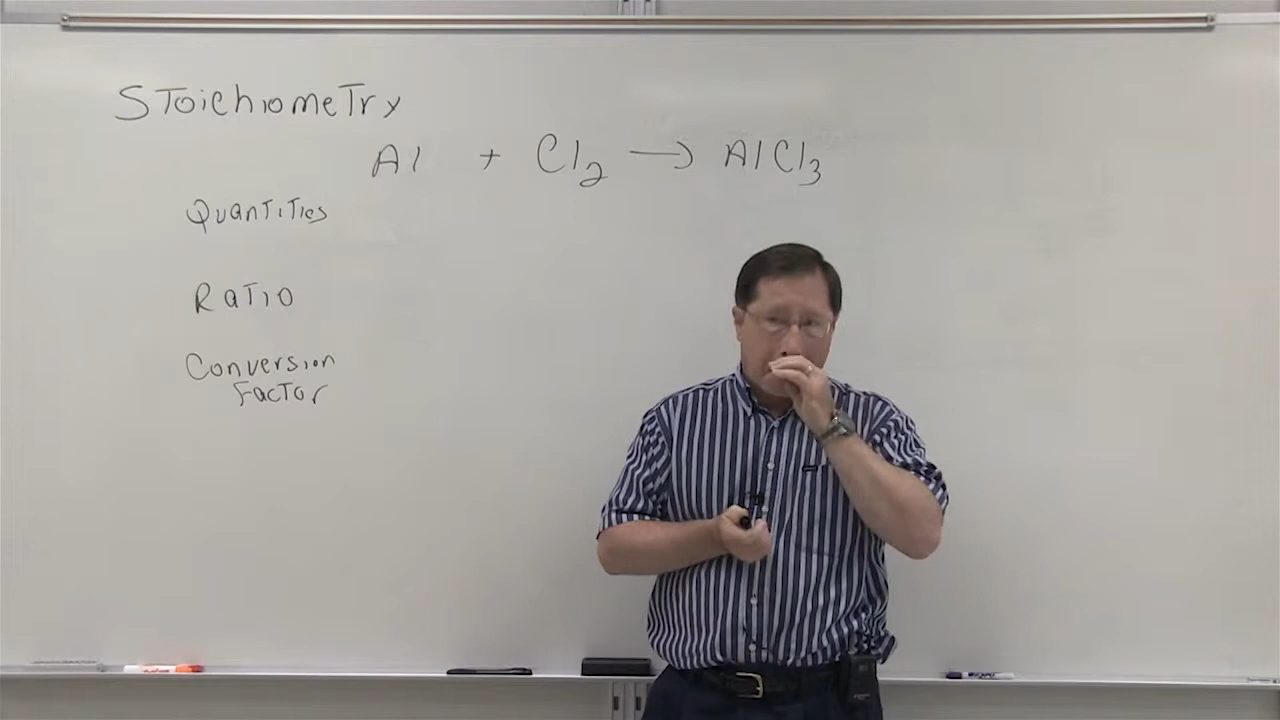 SToichiomeTry
Al + Cl2 → AlCl3
QuanTiTies
RaTio
Conversion
FacTor